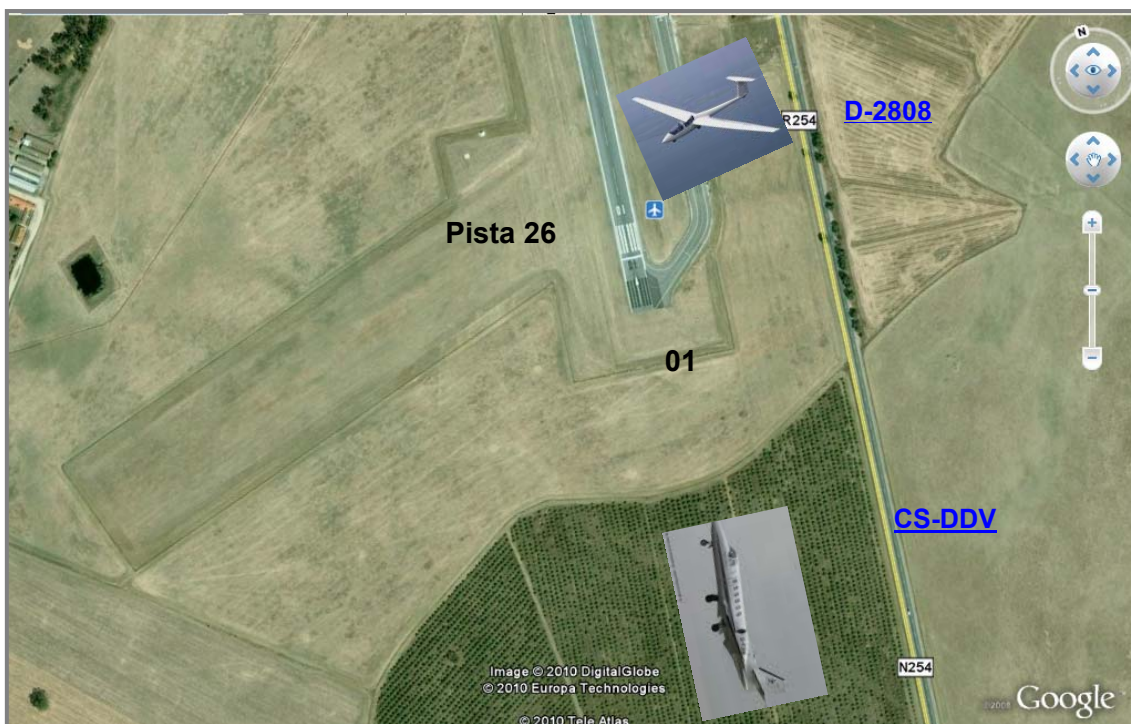 N
D-2808
R254
Pista 26
01
CS-DDV
N254
Image © 2010 DigitalGlobe
© 2010 Europa Technologies
© 2010 Tele Atlas
Google